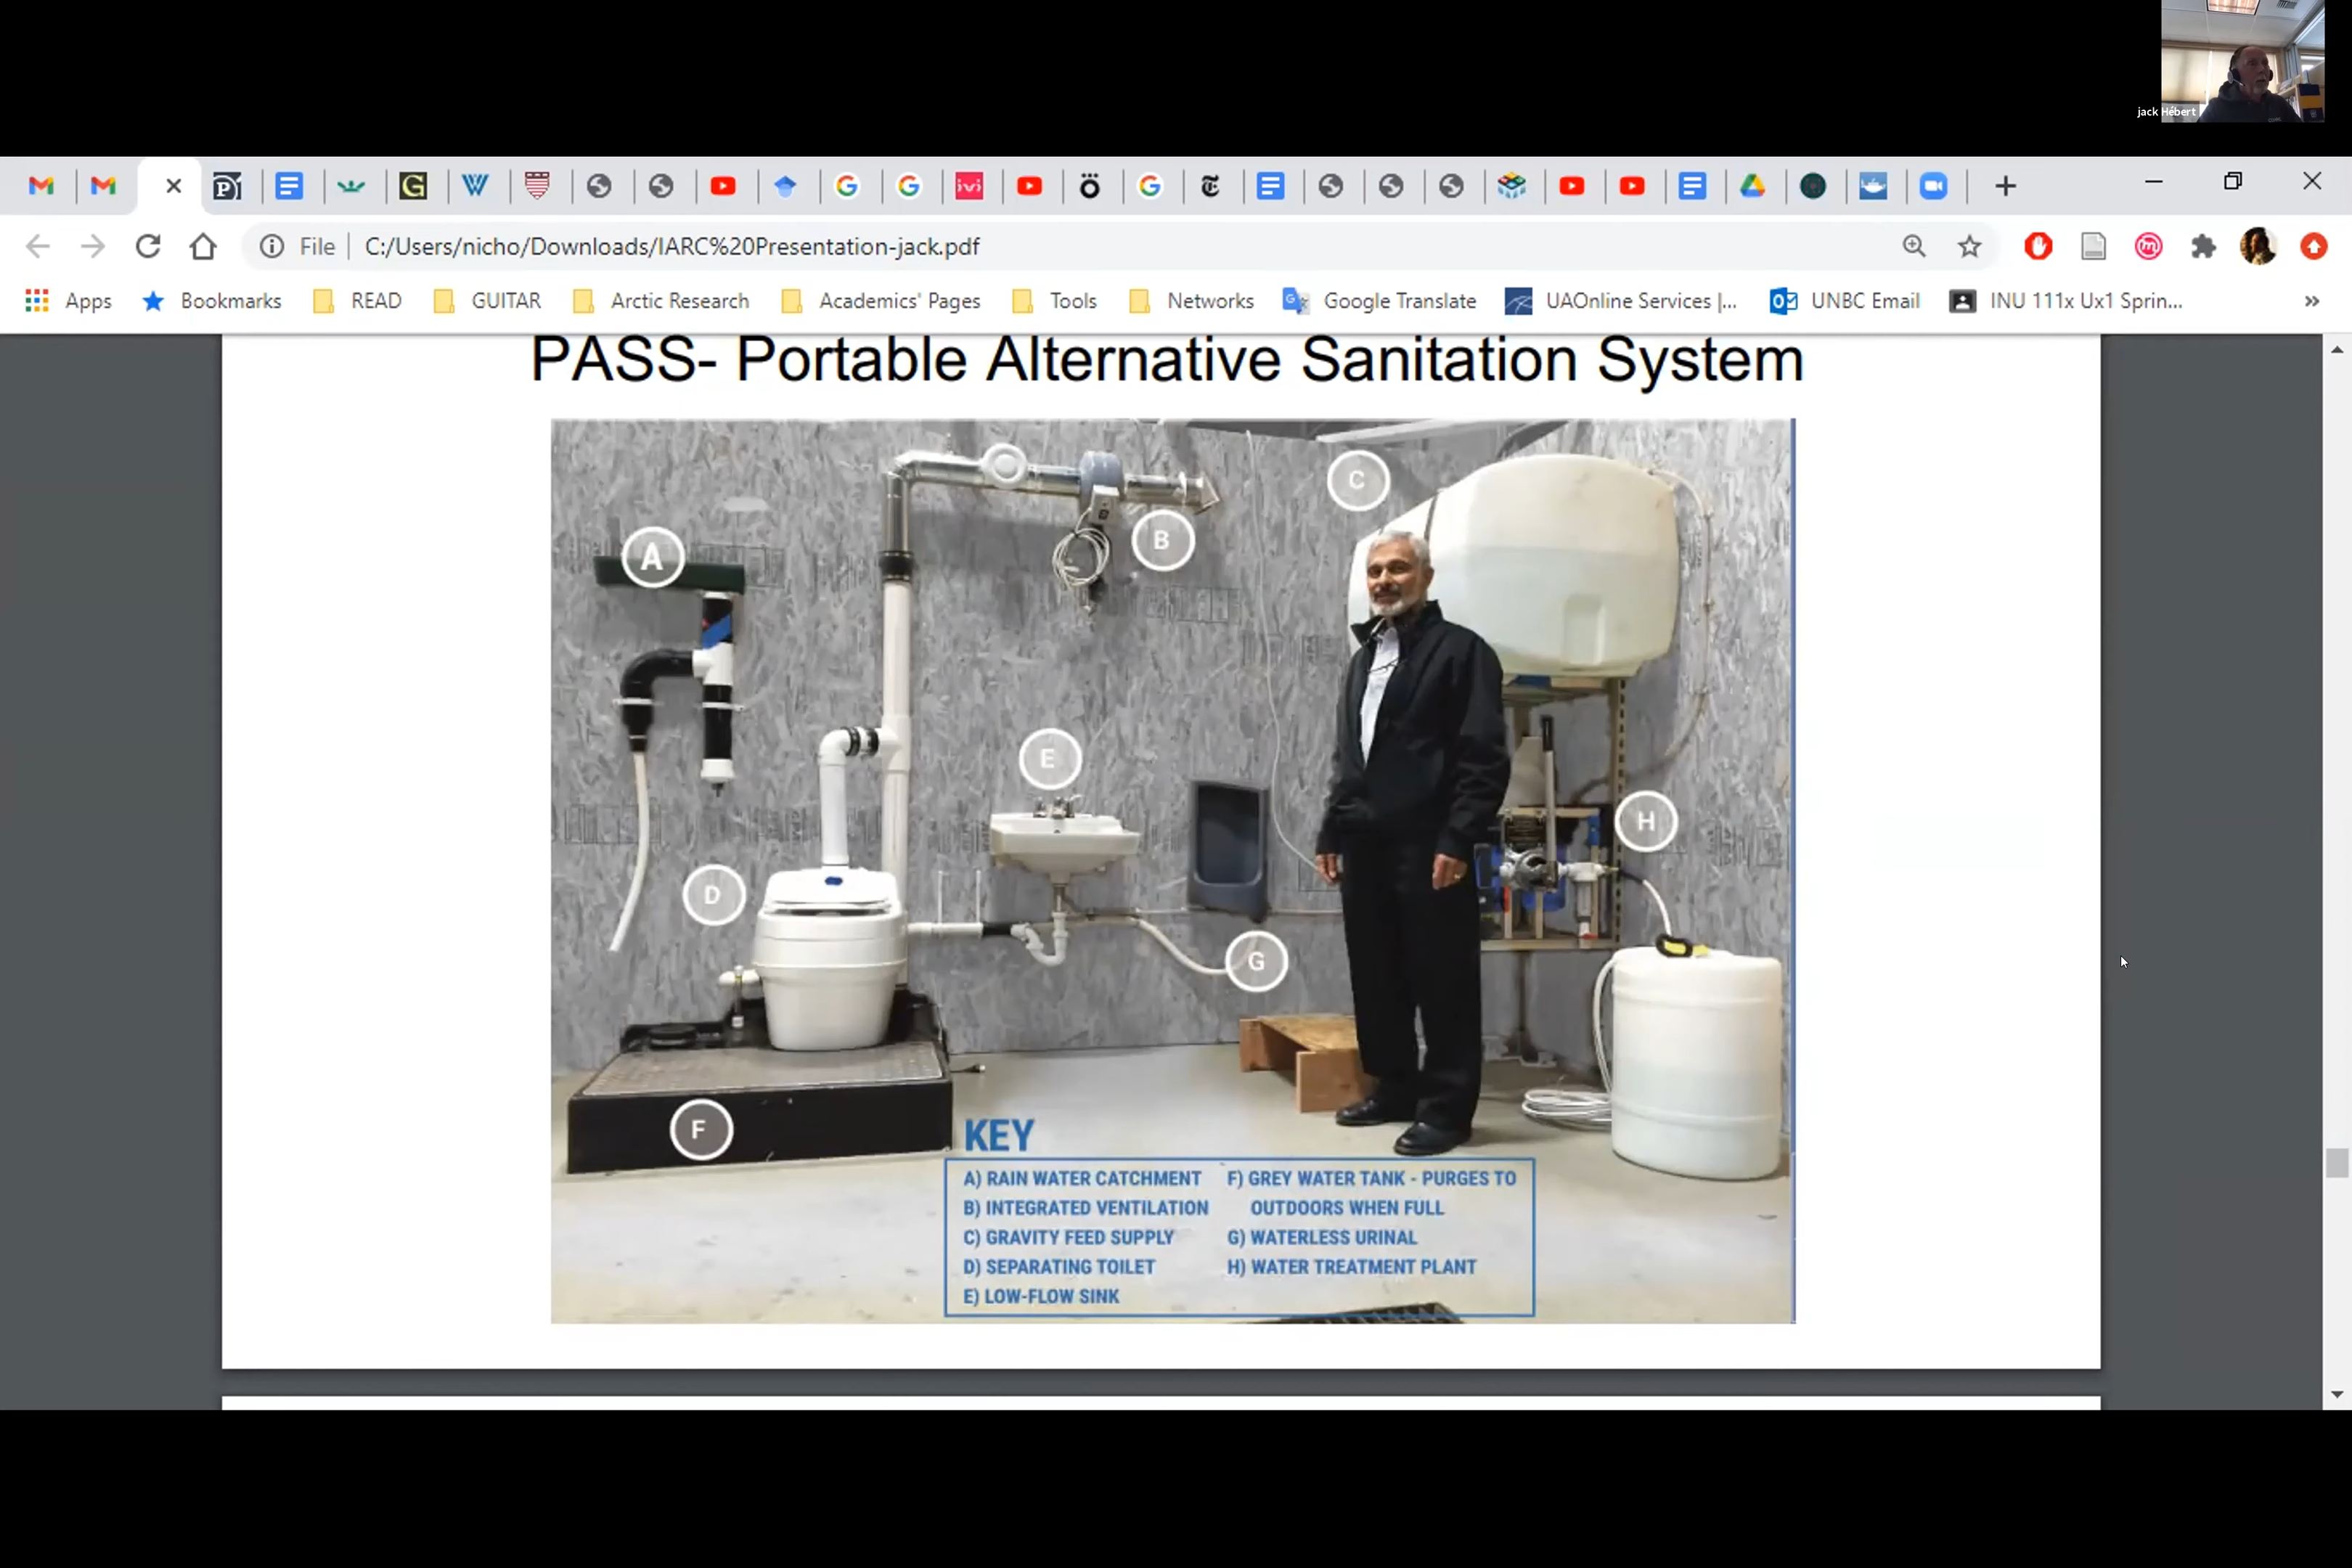 jack Hébert
File C:/Users/nicho/Downloads/IARC%20Presentation-jack.pdf
Apps Bookmarks READ GUITAR Arctic Research Academics' Pages Tools Networks Google Translate UAOnline Services |... UNBC Email INU 111x Ux1 Sprin... »
PASS- Portable Alternative Sanitation System
A
B
C
D
E
F
G
H
KEY
A) RAIN WATER CATCHMENT
B) INTEGRATED VENTILATION
C) GRAVITY FEED SUPPLY
D) SEPARATING TOILET
E) LOW-FLOW SINK
F) GREY WATER TANK - PURGES TO
OUTDOORS WHEN FULL
G) WATERLESS URINAL
H) WATER TREATMENT PLANT